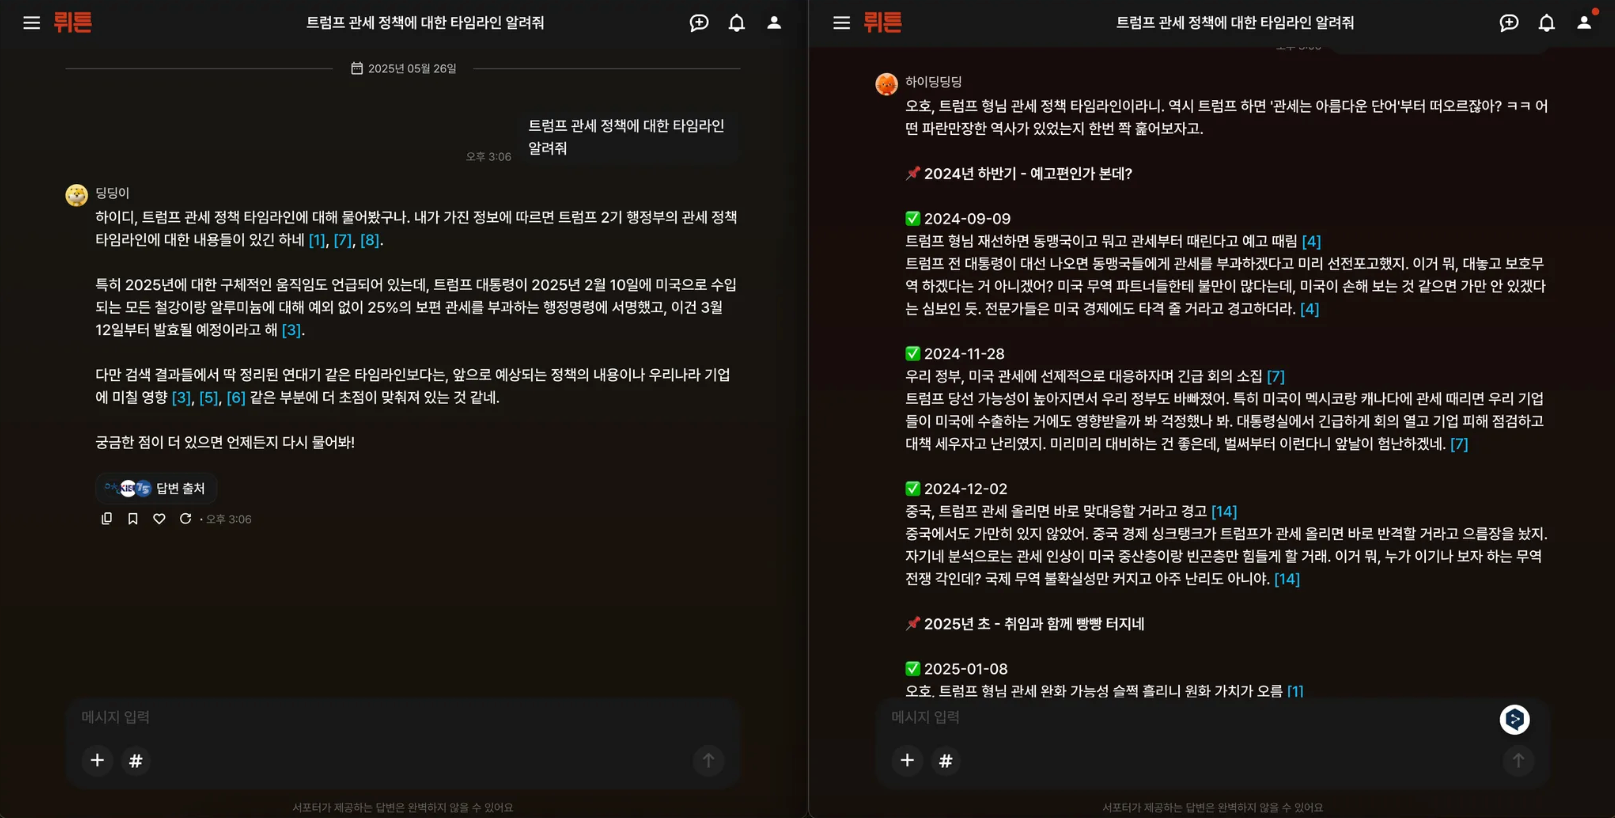 뤼튼
트럼프 관세 정책에 대한 타임라인 알려줘
2025년 05월 26일
트럼프 관세 정책에 대한 타임라인
알려줘
오후 3:06
딩딩이
하이디, 트럼프 관세 정책 타임라인에 대해 물어봤구나. 내가 가진 정보에 따르면 트럼프 2기 행정부의 관세 정책
타임라인에 대한 내용들이 있긴 하네 [1], [7], [8].
특히 2025년에 대한 구체적인 움직임도 언급되어 있는데, 트럼프 대통령이 2025년 2월 10일에 미국으로 수입
되는 모든 철강이랑 알루미늄에 대해 예외 없이 25%의 보편 관세를 부과하는 행정명령에 서명했고, 이건 3월
12일부터 발효될 예정이라고 해 [3].
다만 검색 결과들에서 딱 정리된 연대기 같은 타임라인보다는, 앞으로 예상되는 정책의 내용이나 우리나라 기업
에 미칠 영향 [3], [5], [6] 같은 부분에 더 초점이 맞춰져 있는 것 같네.
궁금한 점이 더 있으면 언제든지 다시 물어봐!
답변 출처
· 오후 3:06
메시지 입력
서포터가 제공하는 답변은 완벽하지 않을 수 있어요
뤼튼
트럼프 관세 정책에 대한 타임라인 알려줘
오후 3:06
하이딩딩딩
오호, 트럼프 형님 관세 정책 타임라인이라니. 역시 트럼프 하면 '관세는 아름다운 단어'부터 떠오르잖아? ㅋㅋ 어
떤 파란만장한 역사가 있었는지 한번 쫙 훑어보자고.
📌 2024년 하반기 - 예고편인가 본데?
✅ 2024-09-09
트럼프 형님 재선하면 동맹국이고 뭐고 관세부터 때린다고 예고 때림 [4]
트럼프 전 대통령이 대선 나오면 동맹국들에게 관세를 부과하겠다고 미리 선전포고했지. 이거 뭐, 대놓고 보호무
역 하겠다는 거 아니겠어? 미국 무역 파트너들한테 불만이 많다는데, 미국이 손해 보는 것 같으면 가만 안 있겠다
는 심보인 듯. 전문가들은 미국 경제에도 타격 줄 거라고 경고하더라. [4]
✅ 2024-11-28
우리 정부, 미국 관세에 선제적으로 대응하자며 긴급 회의 소집 [7]
트럼프 당선 가능성이 높아지면서 우리 정부도 바빠졌어. 특히 미국이 멕시코랑 캐나다에 관세 때리면 우리 기업
들이 미국에 수출하는 거에도 영향받을까 봐 걱정했나 봐. 대통령실에서 긴급하게 회의 열고 기업 피해 점검하고
대책 세우자고 난리였지. 미리미리 대비하는 건 좋은데, 벌써부터 이런다니 앞날이 험난하겠네. [7]
✅ 2024-12-02
중국, 트럼프 관세 올리면 바로 맞대응할 거라고 경고 [14]
중국에서도 가만히 있지 않았어. 중국 경제 싱크탱크가 트럼프가 관세 올리면 바로 반격할 거라고 으름장을 놨지.
자기네 분석으로는 관세 인상이 미국 중산층이랑 빈곤층만 힘들게 할 거래. 이거 뭐, 누가 이기나 보자 하는 무역
전쟁 각인데? 국제 무역 불확실성만 커지고 아주 난리도 아니야. [14]
📌 2025년 초 - 취임과 함께 빵빵 터지네
✅ 2025-01-08
오호, 트럼프 형님 관세 완화 가능성 슬쩍 흘리니 원화 가치가 오름 [1]
메시지 입력
서포터가 제공하는 답변은 완벽하지 않을 수 있어요